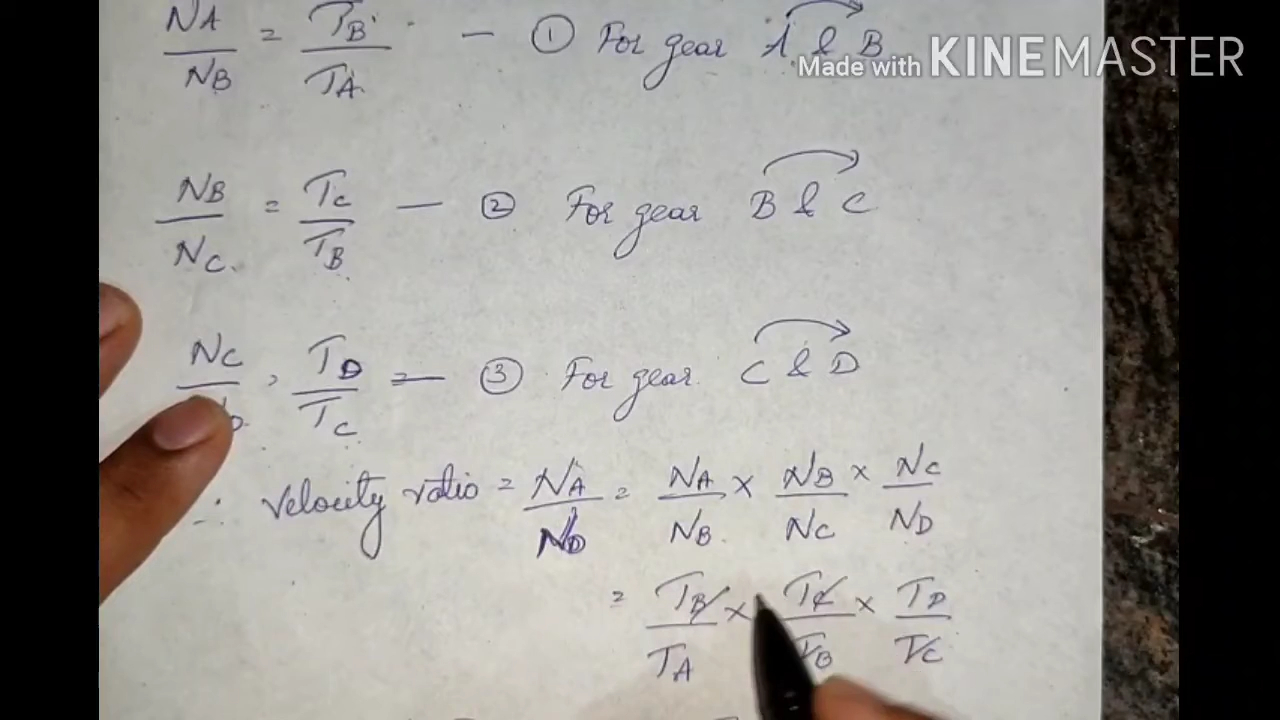 NA/NB = TB/TA — ① For gear A & B
Made with KINEMASTER
NB/NC = TC/TB — ② For gear B & C
NC/ = TD/TC = — ③ For gear C & D
∴ Velocity ratio = NA/ND = NA/NB × NB/NC × NC/ND
= TB/TA × TC/TB × TD/TC